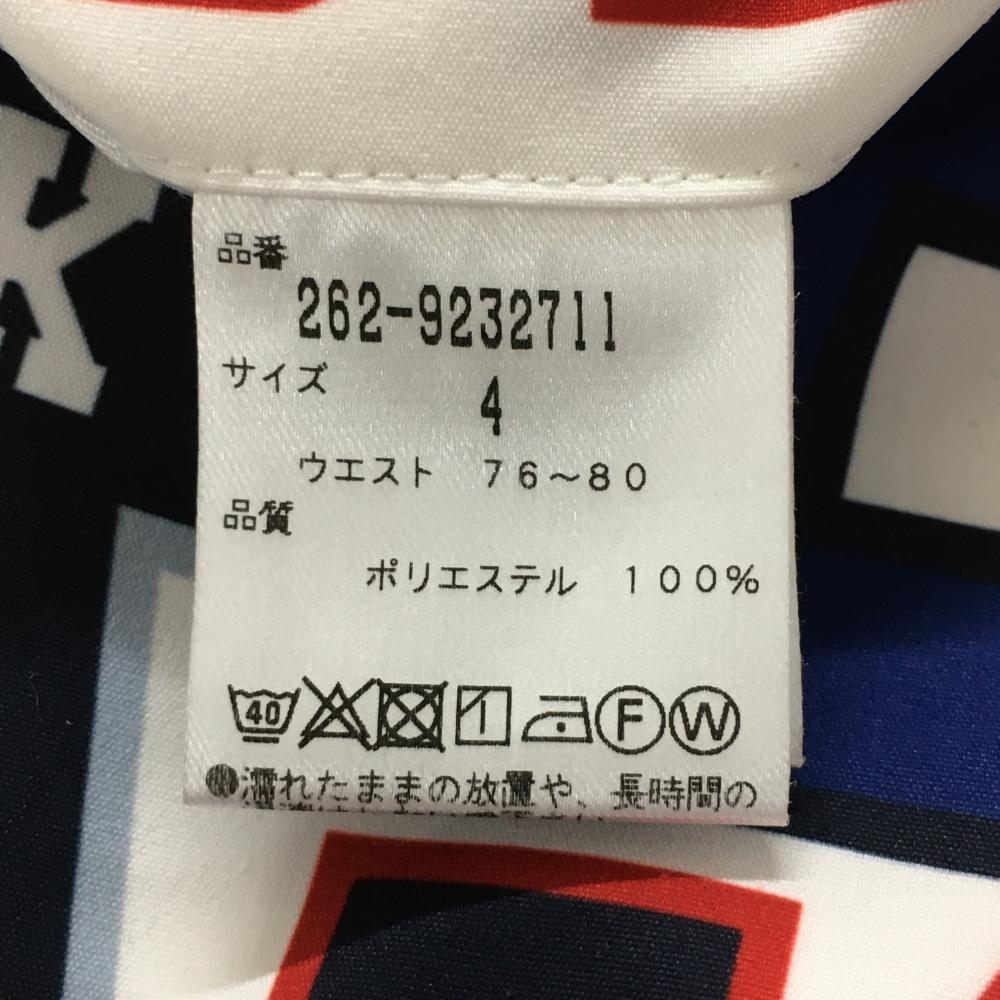 品番
262-9232711
サイズ
4
ウエスト 76~80
品質
ポリエステル 100%
40 F W
●濡れたままの放置や、長時間の
K